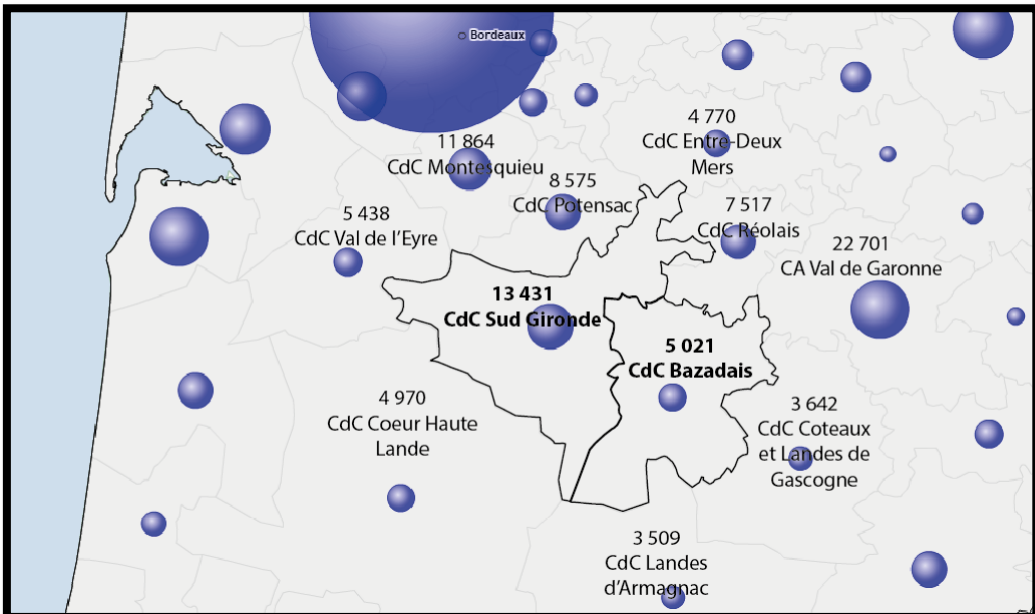 Bordeaux
4 770
CdC Entre-Deux
Mers
11 864
CdC Montesquieu
8 575
CdC Potensac
7 517
CdC Réolais
5 438
CdC Val de l'Eyre
22 701
CA Val de Garonne
13 431
CdC Sud Gironde
5 021
CdC Bazadais
4 970
CdC Coeur Haute
Lande
3 642
CdC Coteaux
et Landes de
Gascogne
3 509
CdC Landes
d'Armagnac